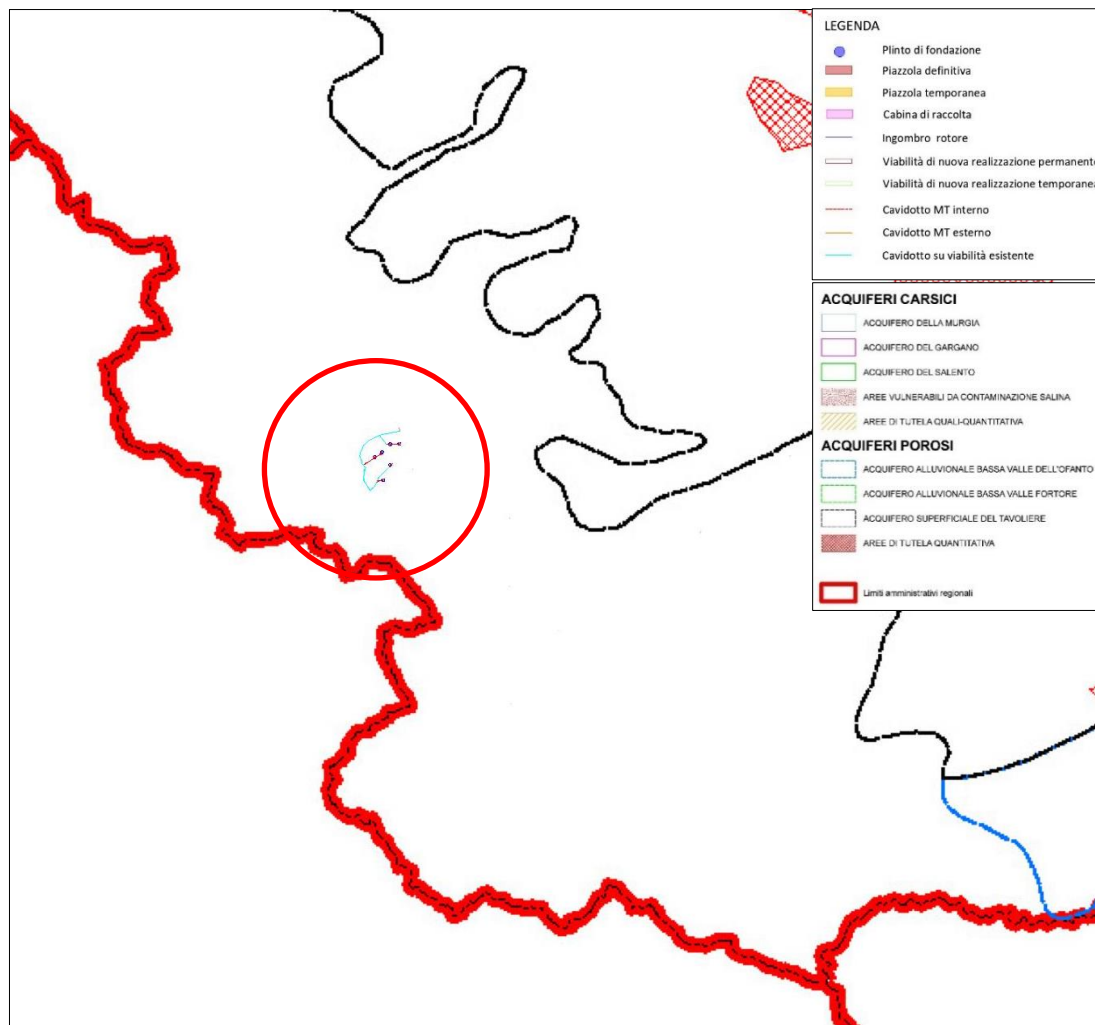 LEGENDA
Plinto di fondazione
Piazzola definitiva
Piazzola temporanea
Cabina di raccolta
Ingombro rotore
Viabilità di nuova realizzazione permanente
Viabilità di nuova realizzazione temporanea
Cavidotto MT interno
Cavidotto MT esterno
Cavidotto su viabilità esistente
ACQUIFERI CARSICI
ACQUIFERO DELLA MURGIA
ACQUIFERO DEL GARGANO
ACQUIFERO DEL SALENTO
AREE VULNERABILI DA CONTAMINAZIONE SALINA
AREE DI TUTELA QUALI-QUANTITATIVA
ACQUIFERI POROSI
ACQUIFERO ALLUVIONALE BASSA VALLE DELL'OFANTO
ACQUIFERO ALLUVIONALE BASSA VALLE FORTORE
ACQUIFERO SUPERFICIALE DEL TAVOLIERE
AREE DI TUTELA QUANTITATIVA
Limiti amministrativi regionali